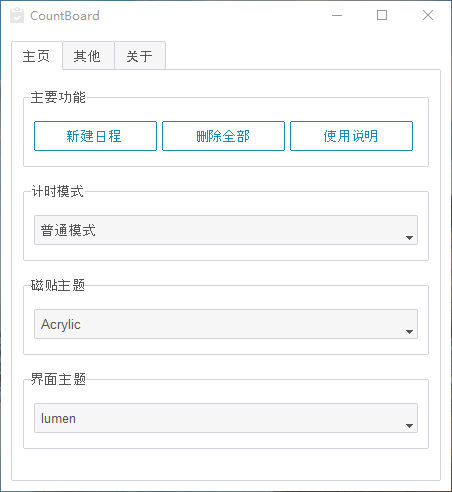 CountBoard
主页 其他 关于
主要功能
新建日程 删除全部 使用说明
计时模式
普通模式
磁贴主题
Acrylic
界面主题
lumen